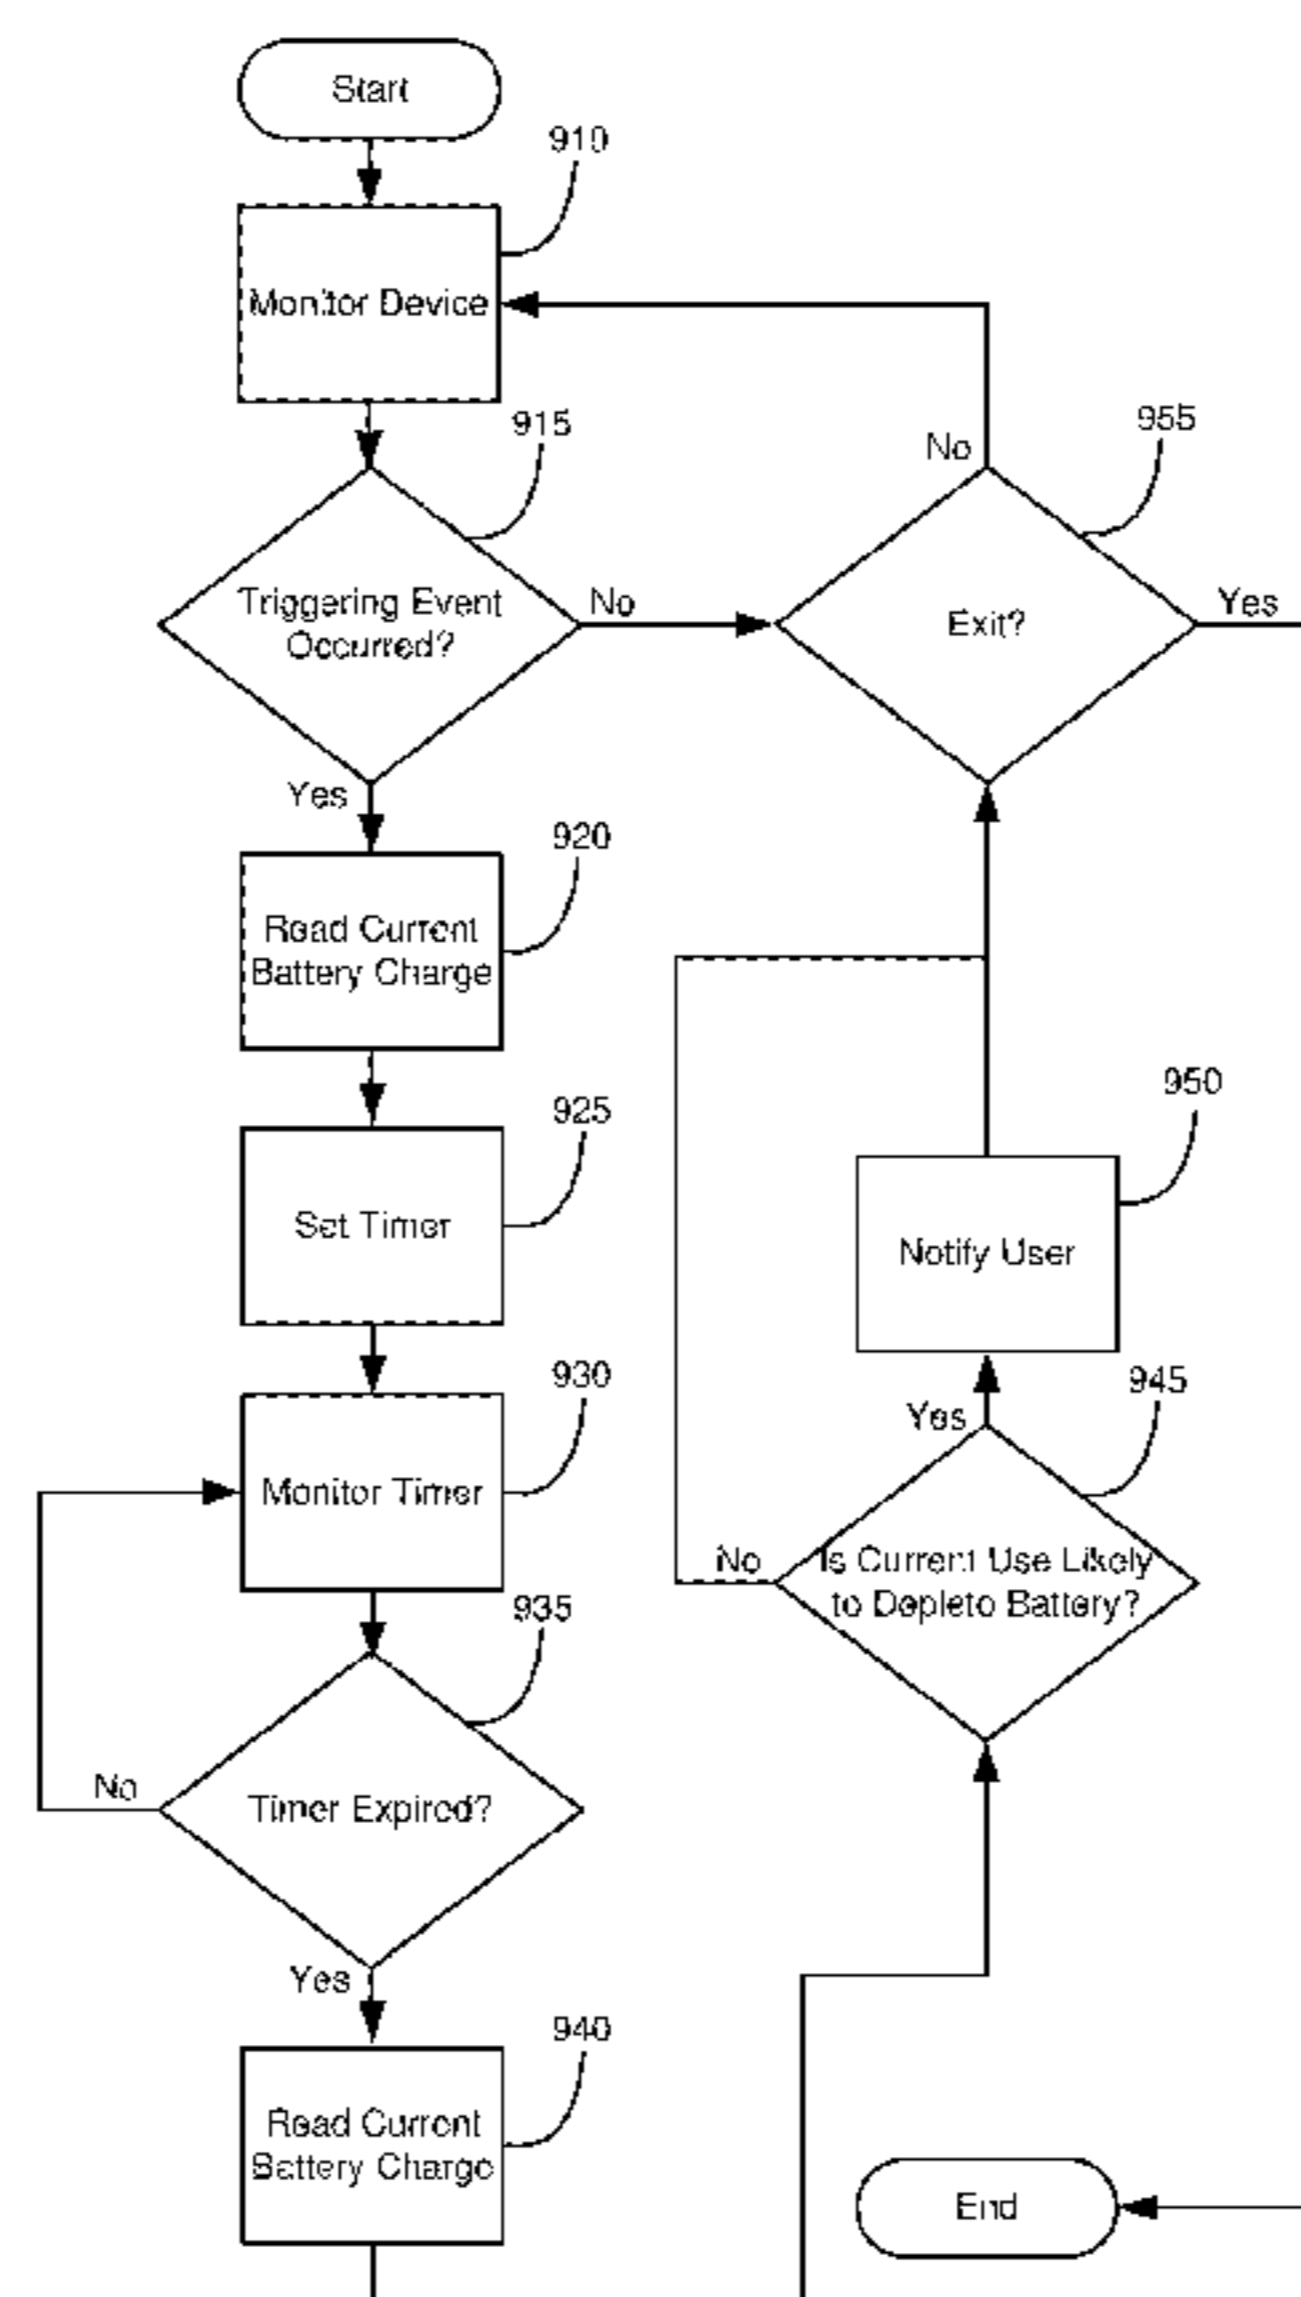 Start
910
Monitor Device
915
Triggering Event
Occurred?
No
Yes
920
Read Current
Battery Charge
925
Set Timer
930
Monitor Timer
935
Timer Expired?
No
Yes
940
Read Current
Battery Charge
955
No
Exit?
Yes
950
Notify User
945
Yes
No
Is Current Use Likely
to Deplete Battery?
End